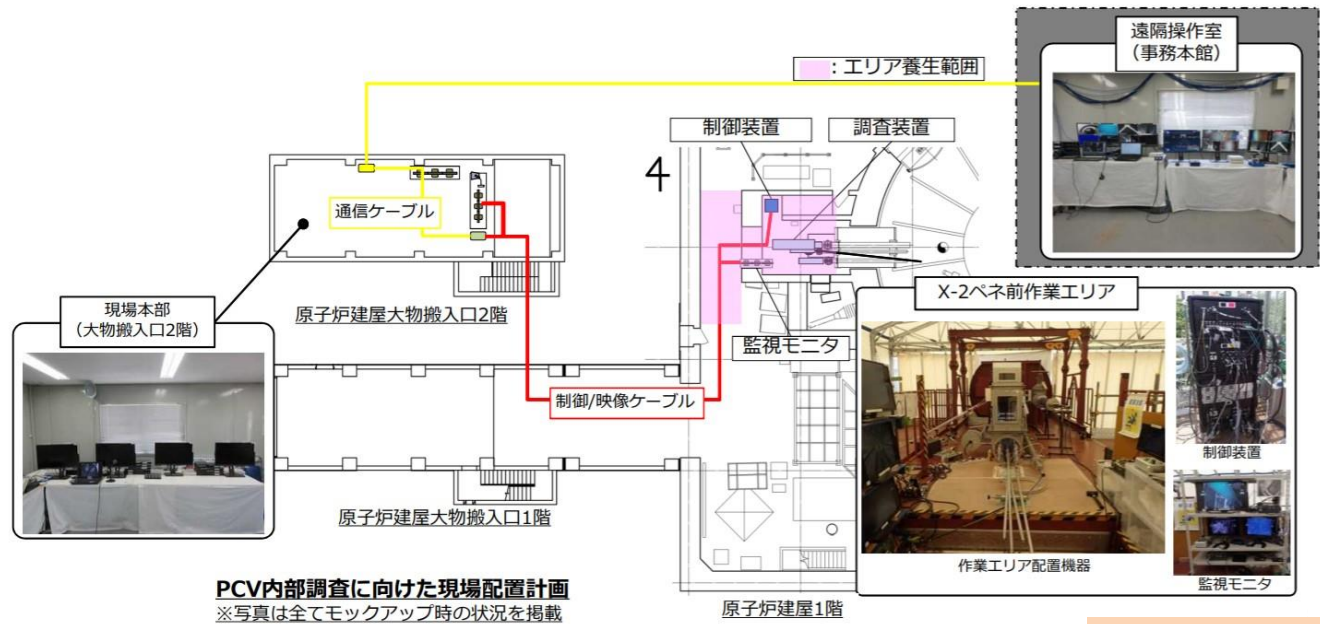 遠隔操作室
（事務本館）
：エリア養生範囲
制御装置
調査装置
4
通信ケーブル
現場本部
（大物搬入口2階）
原子炉建屋大物搬入口2階
X-2ペネ前作業エリア
監視モニタ
制御/映像ケーブル
制御装置
原子炉建屋大物搬入口1階
作業エリア配置機器
監視モニタ
PCV内部調査に向けた現場配置計画
※写真は全てモックアップ時の状況を掲載
原子炉建屋1階